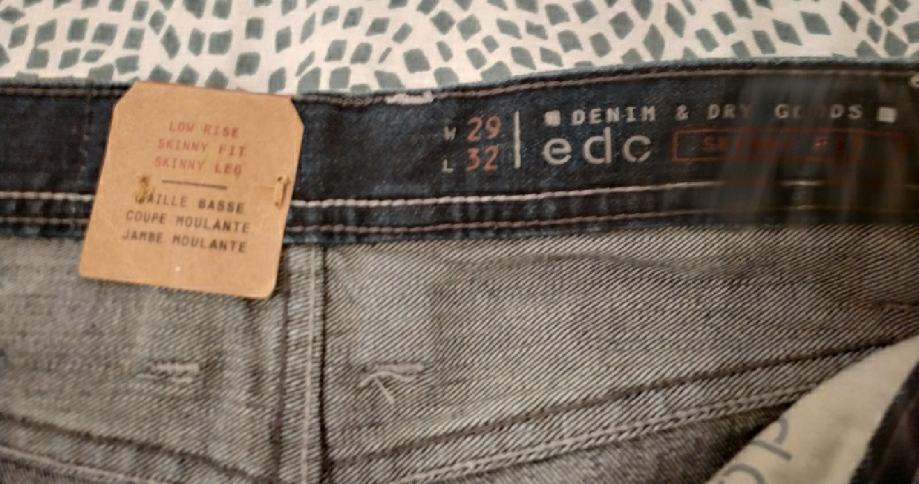 LOW RISE
SKINNY FIT
SKINNY LEG
TAILLE BASSE
COUPE MOULANTE
JAMBE MOULANTE
W 29
L 32
DENIM & DRY GOODS
edc